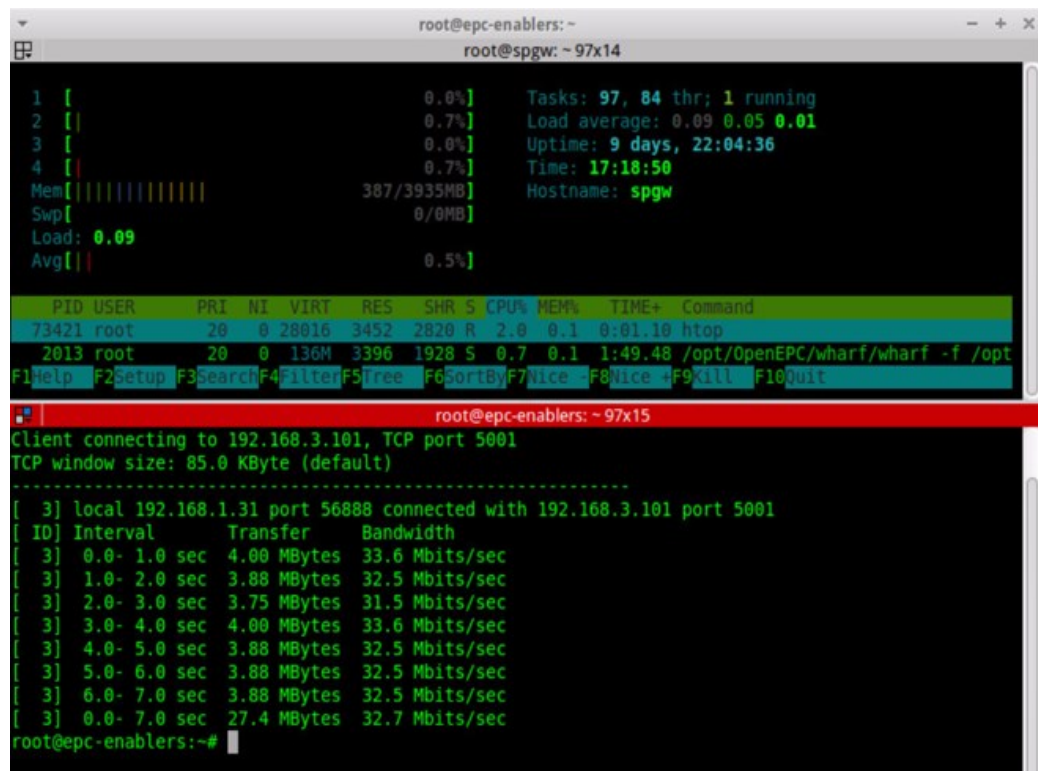 root@epc-enablers: ~
root@spgw: ~ 97x14
1 [ 0.0%] Tasks: 97, 84 thr; 1 running
2 [| 0.7%] Load average: 0.09 0.05 0.01
3 [ 0.0%] Uptime: 9 days, 22:04:36
4 [| 0.7%] Time: 17:18:50
Mem[||||||||||||| 387/3935MB] Hostname: spgw
Swp[ 0/0MB]
Load: 0.09
Avg[|| 0.5%]
PID USER PRI NI VIRT RES SHR S CPU% MEM% TIME+ Command
73421 root 20 0 28016 3452 2820 R 2.0 0.1 0:01.10 htop
2013 root 20 0 136M 3396 1928 S 0.7 0.1 1:49.48 /opt/OpenEPC/wharf/wharf -f /opt
F1Help F2Setup F3SearchF4FilterF5Tree F6SortByF7Nice -F8Nice +F9Kill F10Quit
root@epc-enablers: ~ 97x15
Client connecting to 192.168.3.101, TCP port 5001
TCP window size: 85.0 KByte (default)
------------------------------------------------------------
[ 3] local 192.168.1.31 port 56888 connected with 192.168.3.101 port 5001
[ ID] Interval Transfer Bandwidth
[ 3] 0.0- 1.0 sec 4.00 MBytes 33.6 Mbits/sec
[ 3] 1.0- 2.0 sec 3.88 MBytes 32.5 Mbits/sec
[ 3] 2.0- 3.0 sec 3.75 MBytes 31.5 Mbits/sec
[ 3] 3.0- 4.0 sec 4.00 MBytes 33.6 Mbits/sec
[ 3] 4.0- 5.0 sec 3.88 MBytes 32.5 Mbits/sec
[ 3] 5.0- 6.0 sec 3.88 MBytes 32.5 Mbits/sec
[ 3] 6.0- 7.0 sec 3.88 MBytes 32.5 Mbits/sec
[ 3] 0.0- 7.0 sec 27.4 MBytes 32.7 Mbits/sec
root@epc-enablers:~#